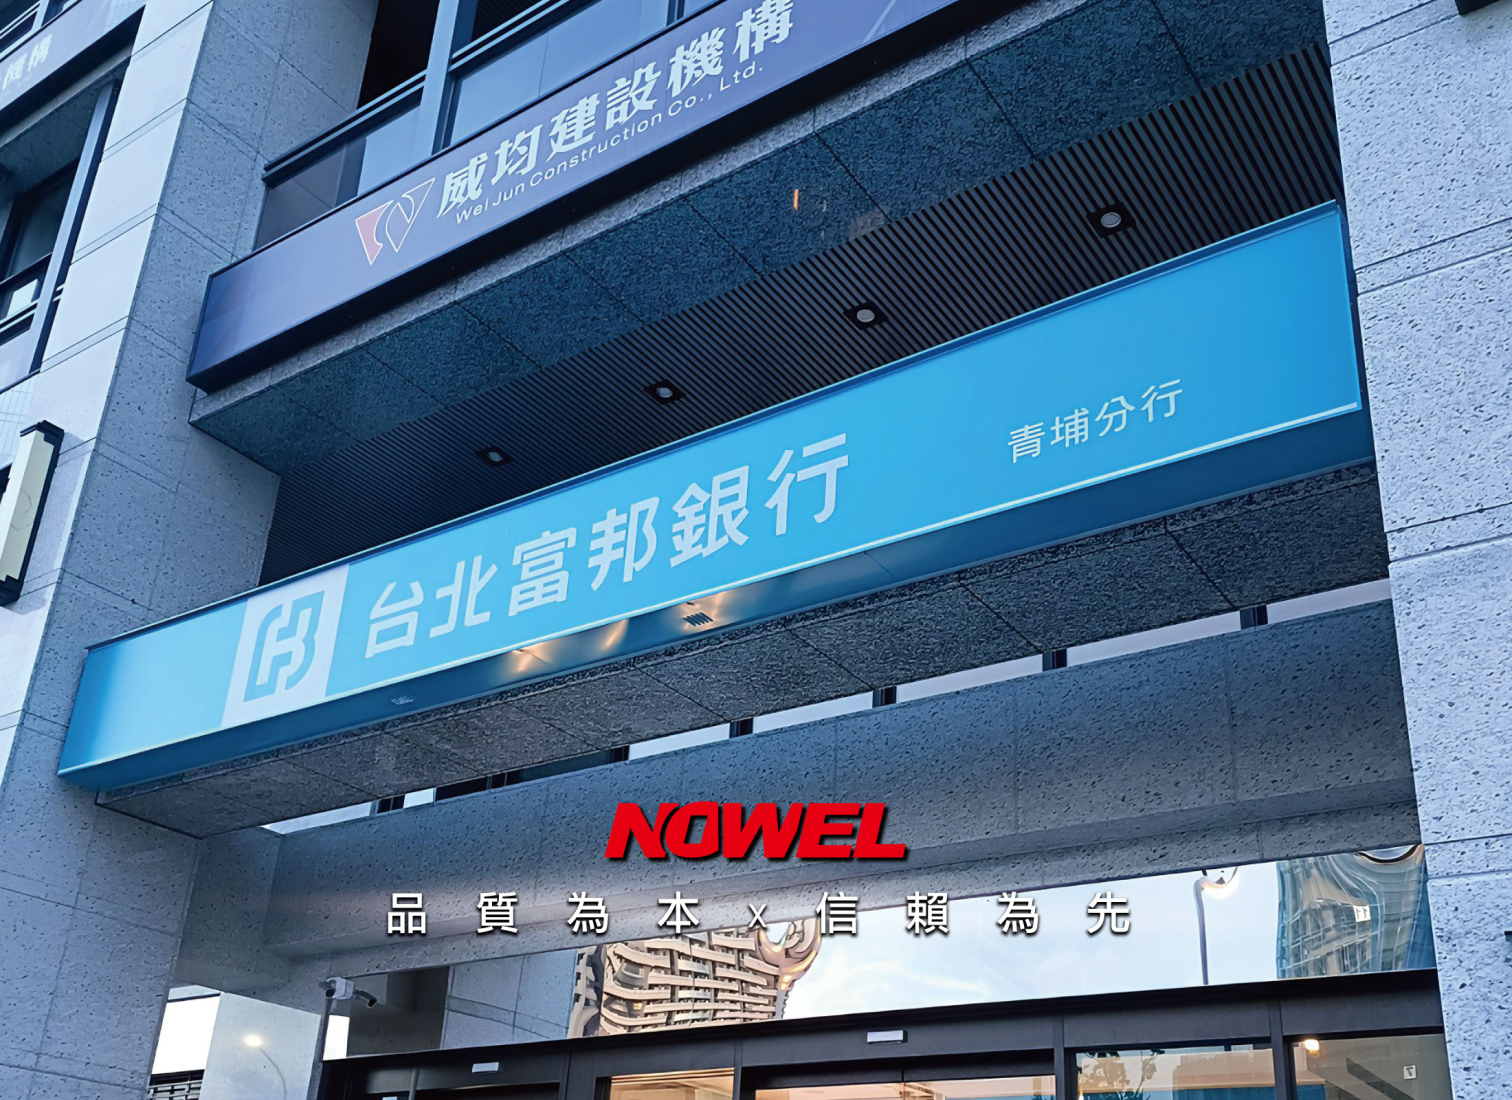 威均建設機構
Wei Jun Construction Co., Ltd.
台北富邦銀行
青埔分行
NOWEL
品質為本x信賴為先